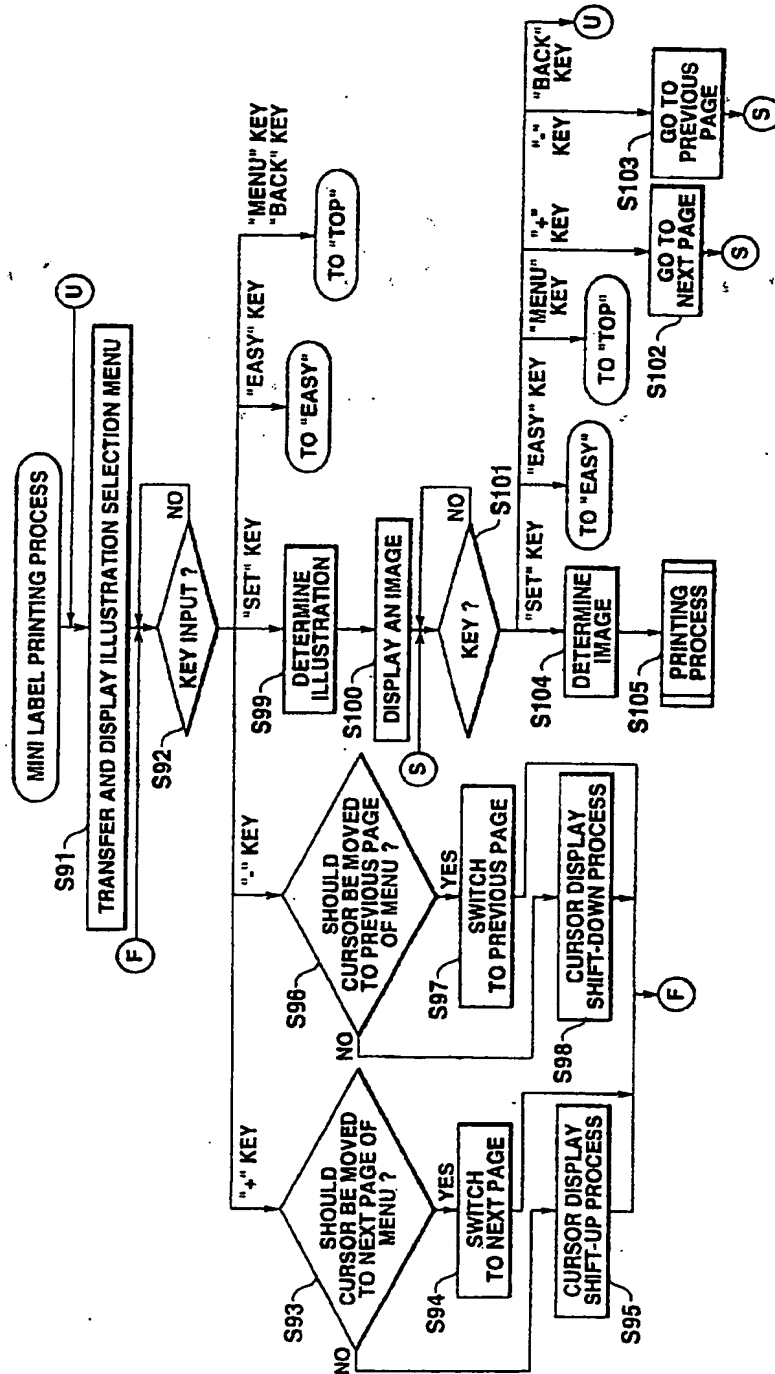 MINI LABEL PRINTING PROCESS
U
S91
TRANSFER AND DISPLAY ILLUSTRATION SELECTION MENU
F
S92
KEY INPUT ?
NO
"+" KEY
"-" KEY
"SET" KEY
"EASY" KEY
"MENU" KEY
"BACK" KEY
S93
SHOULD
CURSOR BE MOVED
TO NEXT PAGE OF
MENU ?
NO
YES
S94
SWITCH
TO NEXT PAGE
S95
CURSOR DISPLAY
SHIFT-UP PROCESS
S96
SHOULD
CURSOR BE MOVED
TO PREVIOUS PAGE
OF MENU ?
NO
YES
S97
SWITCH
TO PREVIOUS PAGE
S98
CURSOR DISPLAY
SHIFT-DOWN PROCESS
F
S99
DETERMINE
ILLUSTRATION
TO "EASY"
TO "TOP"
S100
DISPLAY AN IMAGE
S
KEY ?
S101
NO
"SET" KEY
"EASY" KEY
"MENU"
KEY
"+"
KEY
"-"
KEY
"BACK"
KEY
S104
DETERMINE
IMAGE
S105
PRINTING
PROCESS
TO "EASY"
TO "TOP"
S102
GO TO
NEXT PAGE
S
S103
GO TO
PREVIOUS
PAGE
S
U